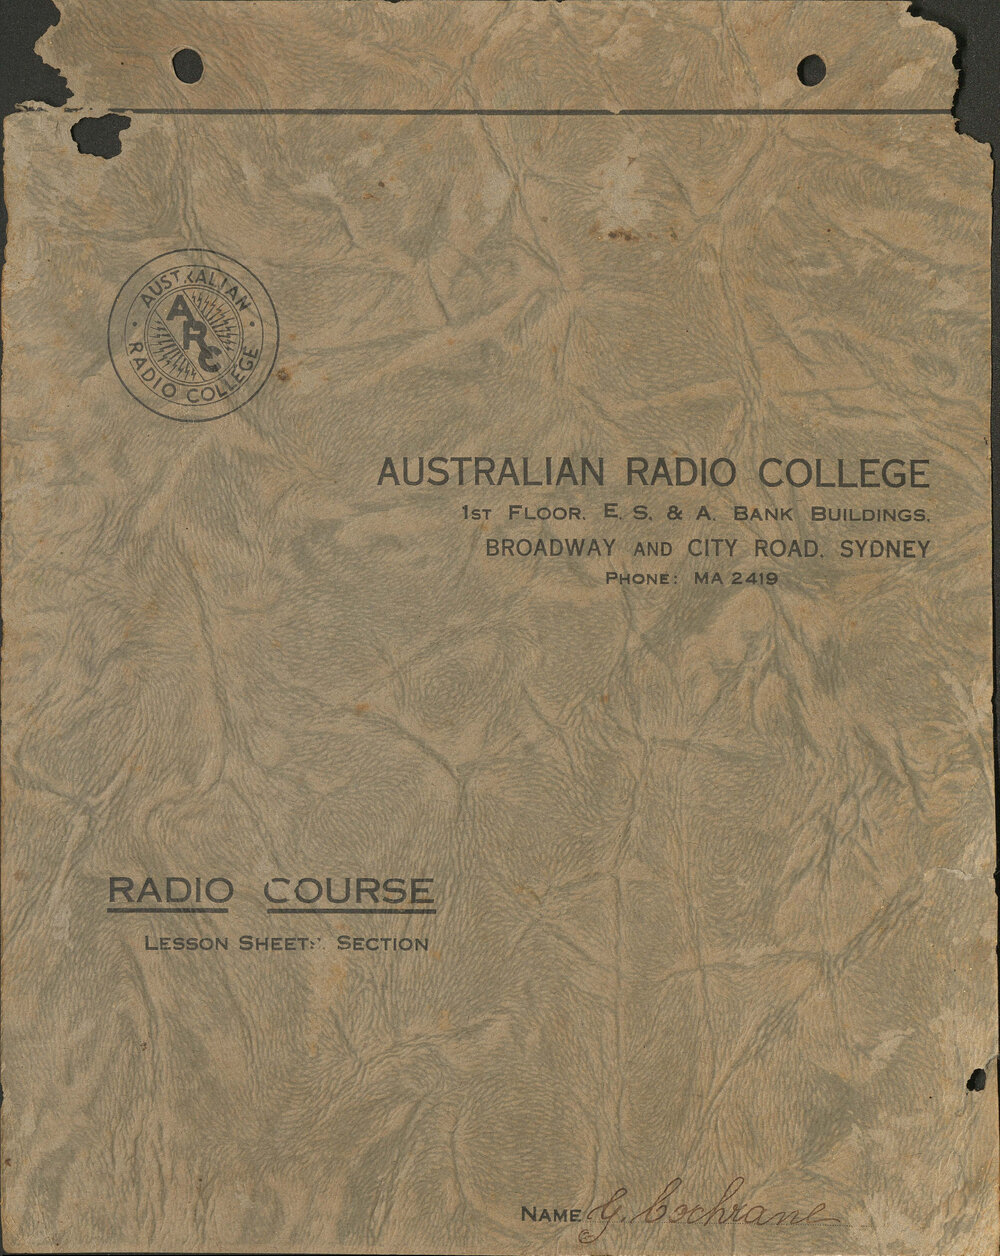 AUSTRALIAN
ARC
RADIO COLLEGE
AUSTRALIAN RADIO COLLEGE
1ST FLOOR, E. S. & A. BANK BUILDINGS,
BROADWAY AND CITY ROAD, SYDNEY
PHONE: MA 2419
RADIO COURSE
LESSON SHEETS SECTION
NAME G. Cochrane